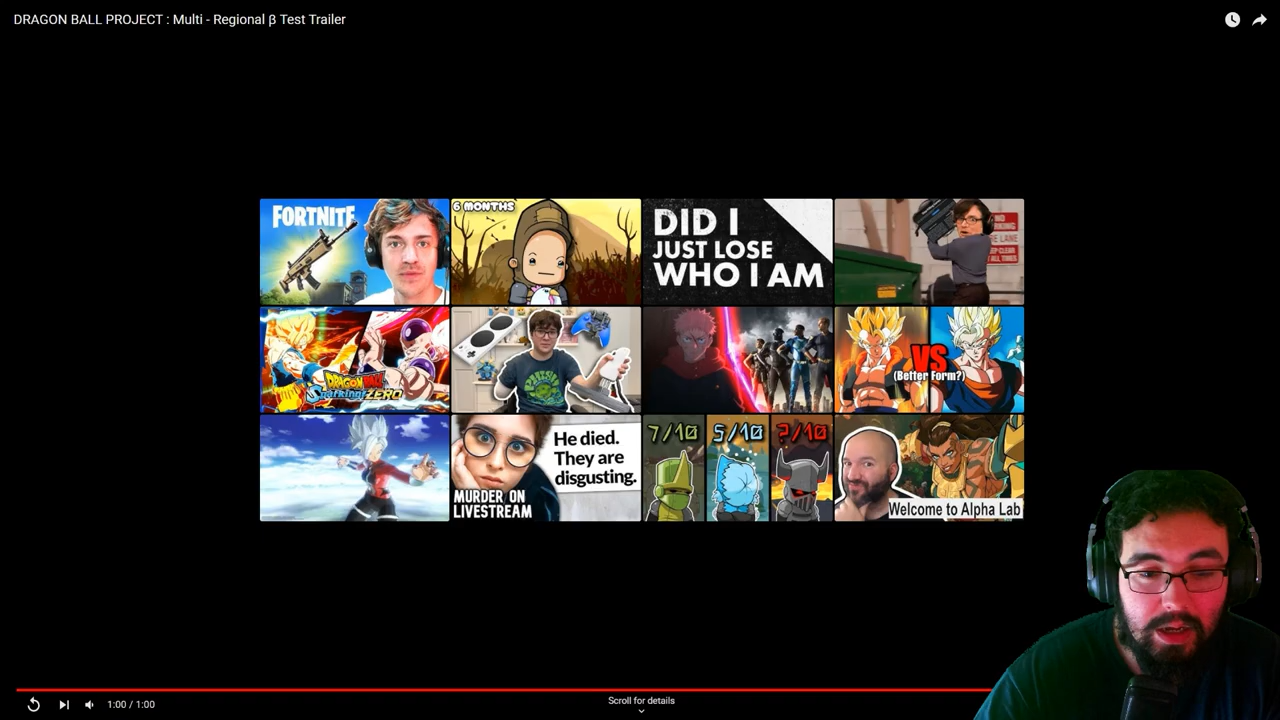 DRAGON BALL PROJECT : Multi - Regional β Test Trailer
FORTNITE
6 MONTHS
DID I
JUST LOSE
WHO I AM
NO
DRAGON BALL
Sparking! ZERO
VS
(Better Form?)
He died.
They are
disgusting.
MURDER ON
LIVESTREAM
7/10
5/10
?/10
Welcome to Alpha Lab
1:00 / 1:00
Scroll for details